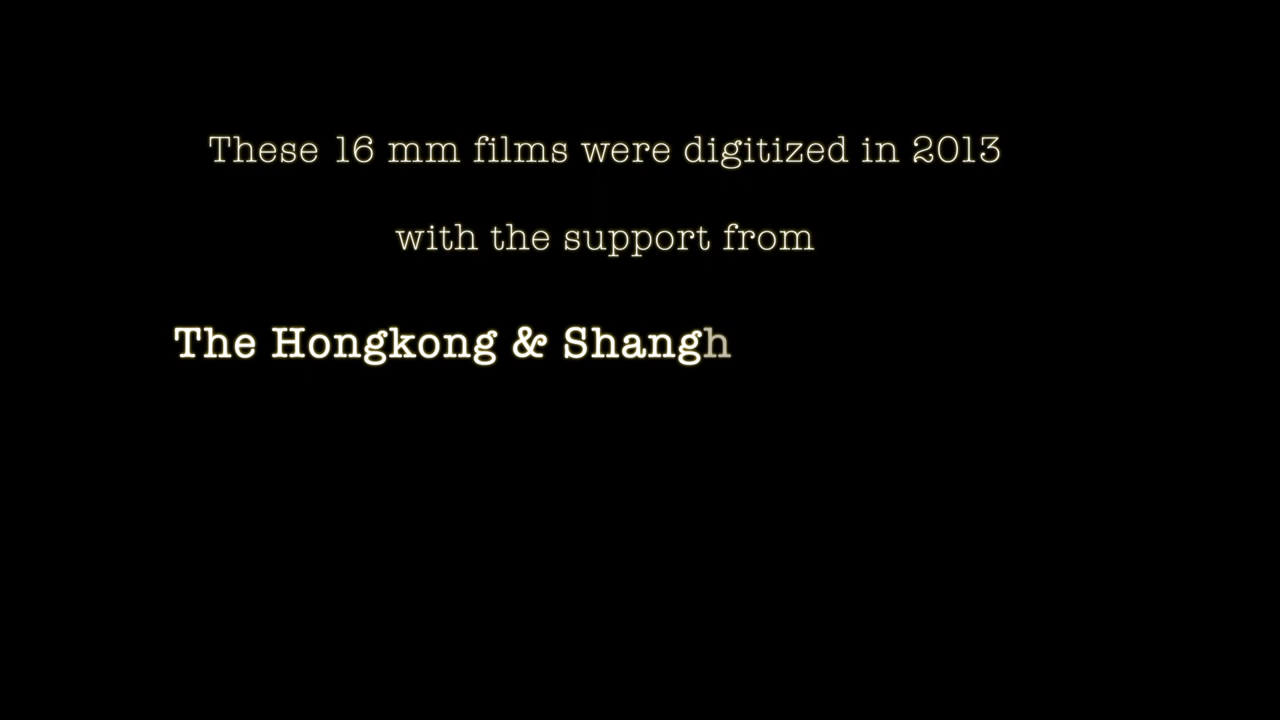 These 16 mm films were digitized in 2013
with the support from
The Hongkong & Shangh